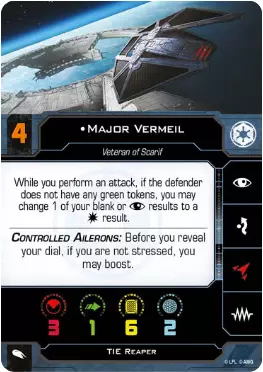 4
•Major Vermeil
Veteran of Scarif
While you perform an attack, if the defender
does not have any green tokens, you may
change 1 of your blank or results to a
result.
Controlled Ailerons: Before you reveal
your dial, if you are not stressed, you
may boost.
3 1 6 2
TIE Reaper
© LFL © AMG